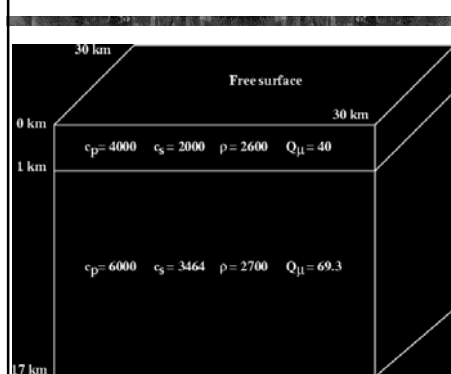 30 km
Free surface
30 km
0 km
cp= 4000 cs= 2000 ρ = 2600 Qμ = 40
1 km
cp= 6000 cs= 3464 ρ = 2700 Qμ = 69.3
17 km